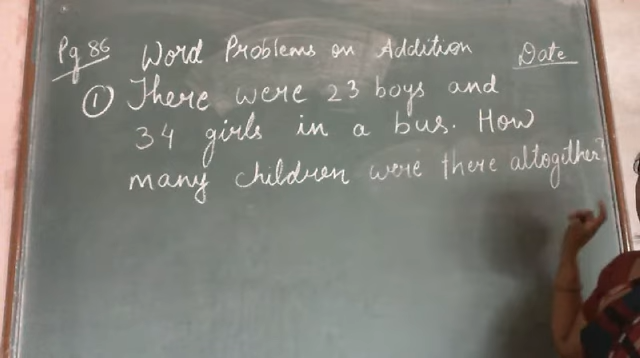 Pg 86 Word Problems on Addition Date
① There were 23 boys and
34 girls in a bus. How
many children were there altogether?